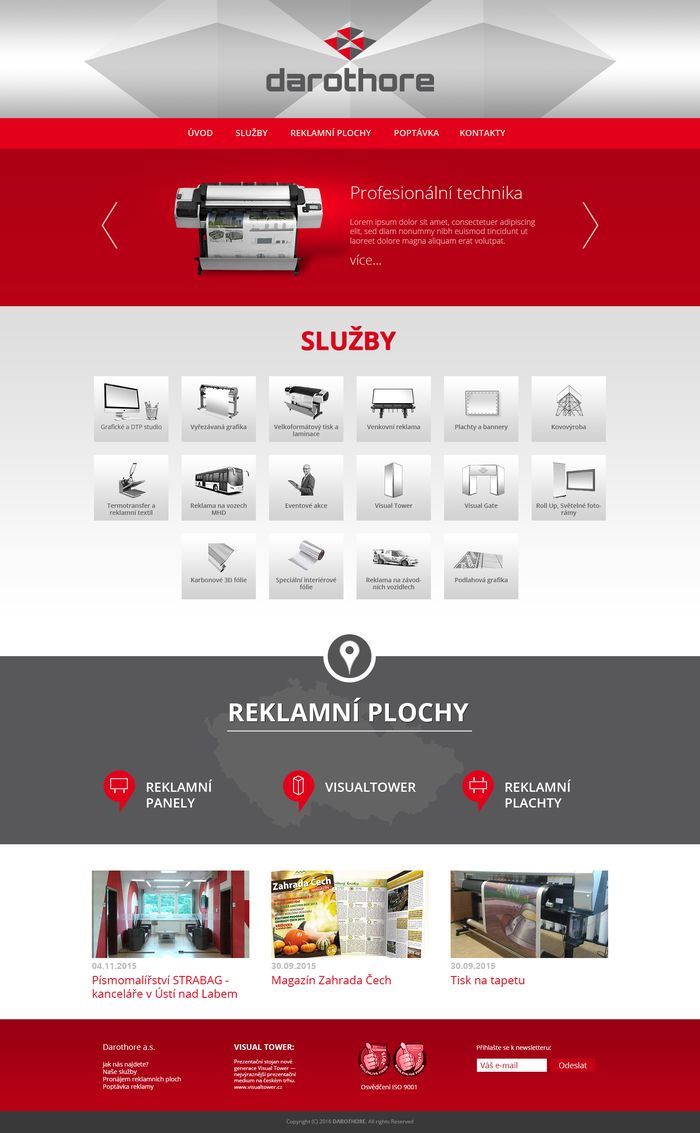 darothore
ÚVOD SLUŽBY REKLAMNÍ PLOCHY POPTÁVKA KONTAKTY
Profesionální technika
Lorem ipsum dolor sit amet, consectetuer adipiscing
elit, sed diam nonummy nibh euismod tincidunt ut
laoreet dolore magna aliquam erat volutpat.
více...
SLUŽBY
Grafické a DTP studio
Vyřezávaná grafika
Velkoformátový tisk a
laminace
Venkovní reklama
Plachty a bannery
Kovovýroba
Termotransfer a
reklamní textil
Reklama na vozech
MHD
Eventové akce
Visual Tower
Visual Gate
Roll Up, Světelné foto-
rámy
Karbonové 3D fólie
Speciální interiérové
fólie
Reklama na závod-
ních vozidlech
Podlahová grafika
REKLAMNÍ PLOCHY
REKLAMNÍ
PANELY
VISUALTOWER
REKLAMNÍ
PLACHTY
Zahrada Čech
04.11.2015
Písmomalířství STRABAG -
kanceláře v Ústí nad Labem
30.09.2015
Magazín Zahrada Čech
30.09.2015
Tisk na tapetu
Darothore a.s.
Jak nás najdete?
Naše služby
Pronájem reklamních ploch
Poptávka reklamy
VISUAL TOWER:
Prezentační stojan nové
generace Visual Tower —
nejvýraznější prezentační
medium na českém trhu.
www.visualtower.cz
Osvědčení ISO 9001
Přihlašte se k newsletteru:
Váš e-mail
Odeslat
Copyright (C) 2016 DAROTHORE. All rights Reserved